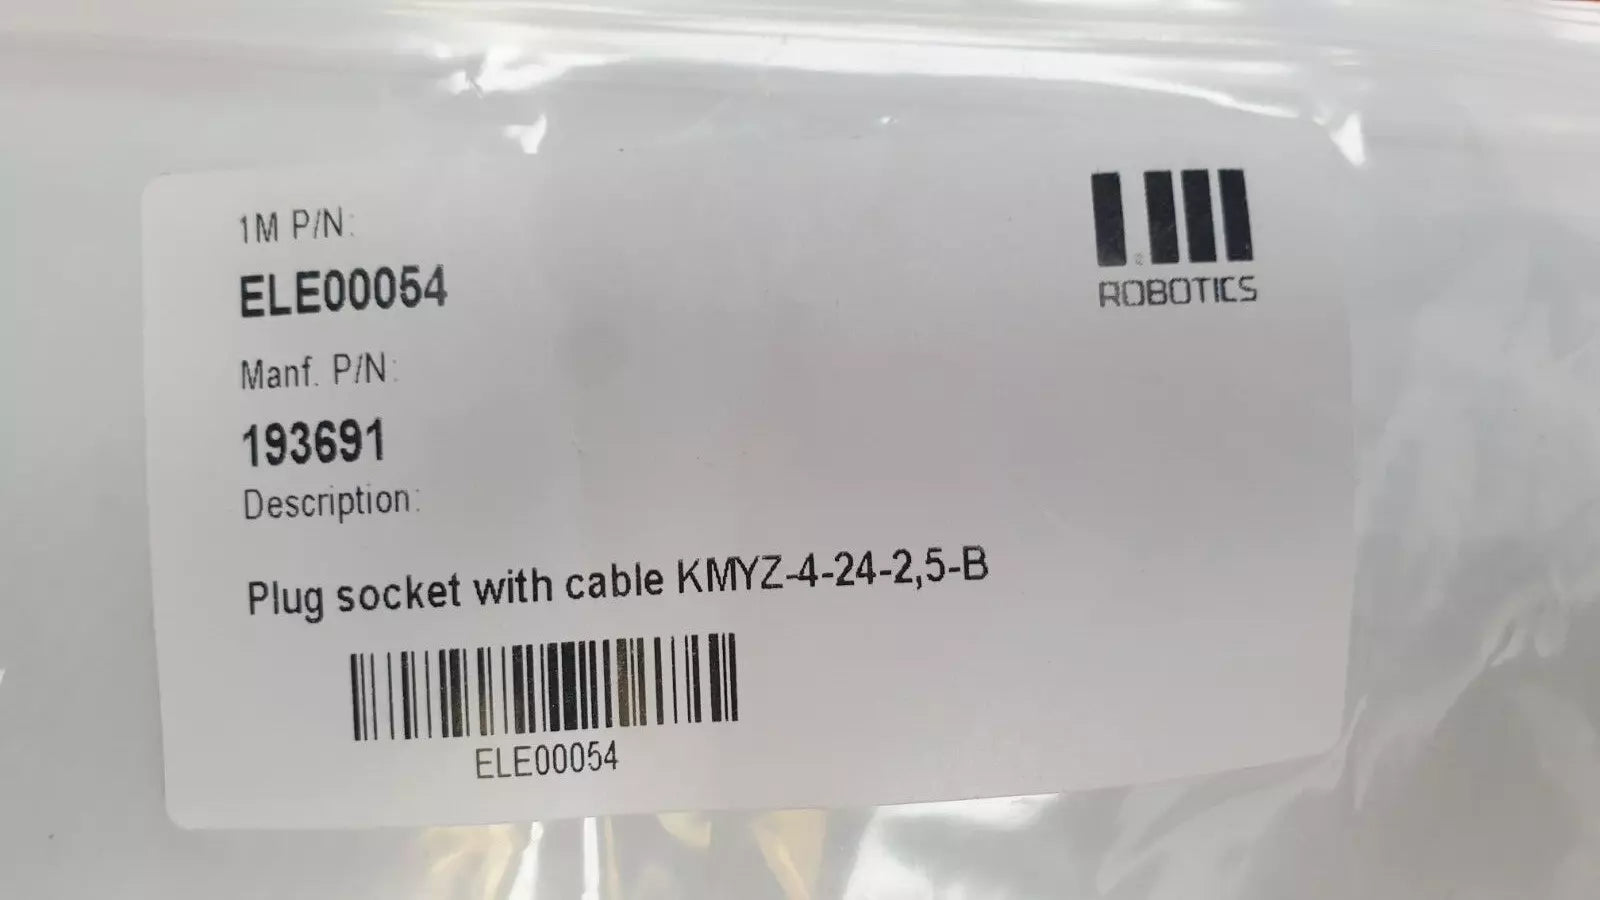 1M P/N:
ELE00054
Manf. P/N:
193691
Description:
Plug socket with cable KMYZ-4-24-2,5-B
ELE00054
ROBOTICS